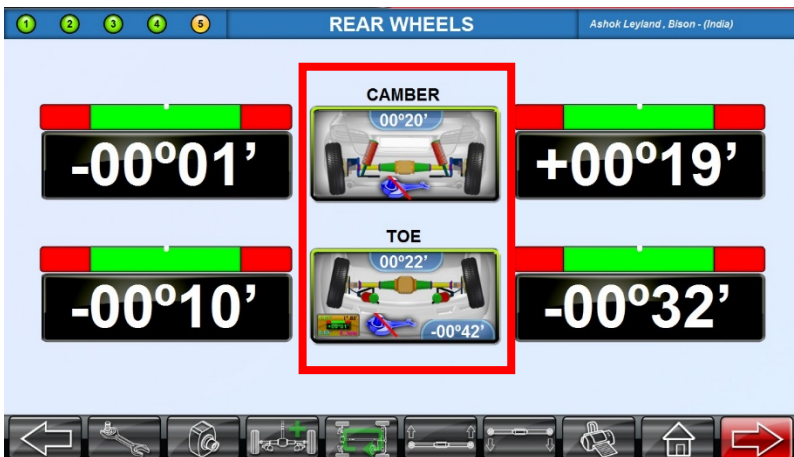 1 2 3 4 5 REAR WHEELS Ashok Leyland , Bison - (India)
CAMBER
00º20’
-00º01’
+00º19’
TOE
00º22’
-00º10’
-00º32’
-00º42’